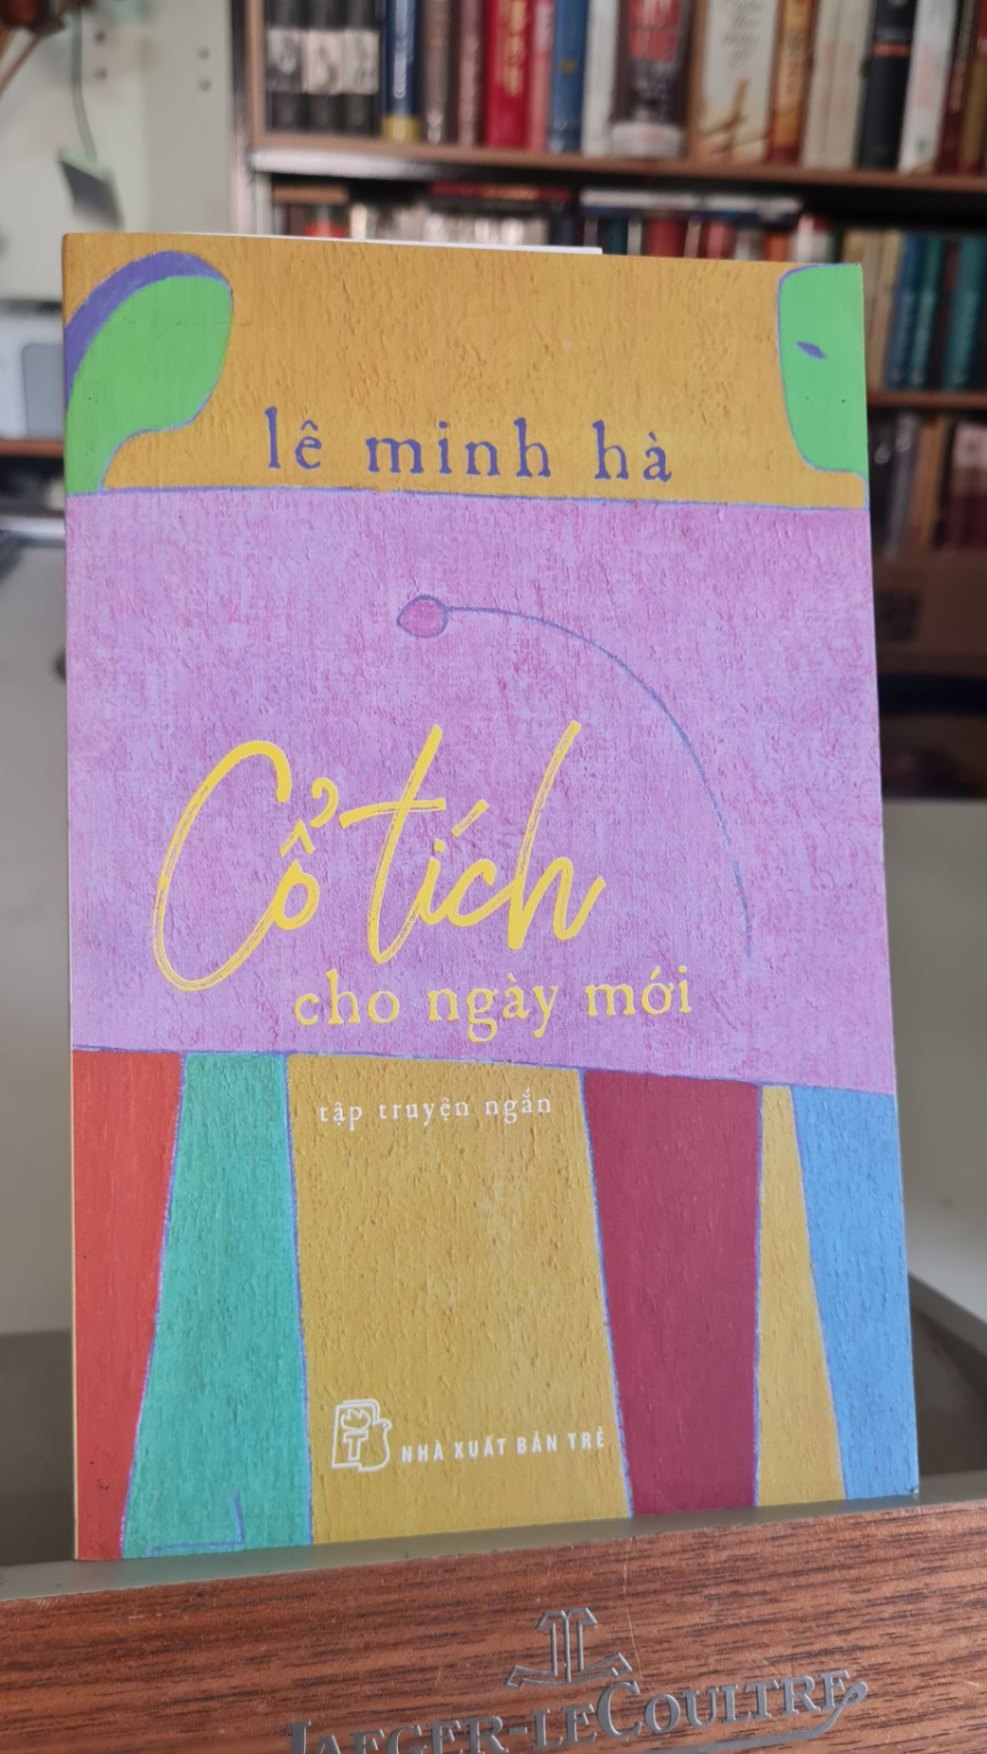 lê minh hà
Cổ tích
cho ngày mới
tập truyện ngắn
NHÀ XUẤT BẢN TRẺ
JAEGER-LECOULTRE